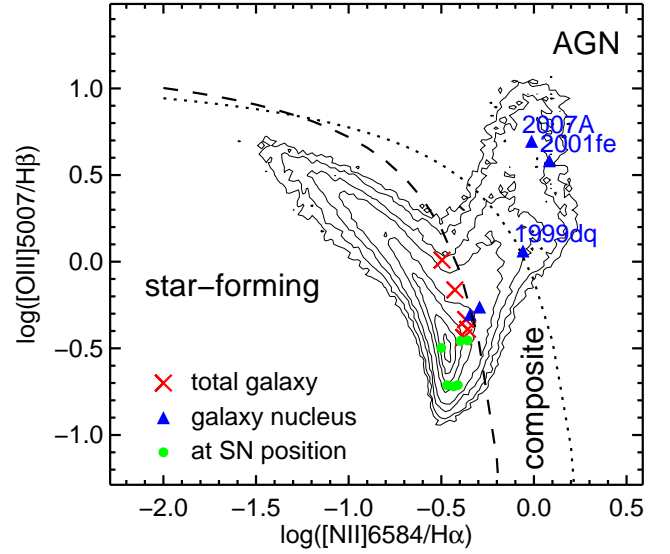 AGN
2007A
2001fe
1999dq
star−forming
composite
total galaxy
galaxy nucleus
at SN position
log([OIII]5007/Hβ)
1.0
0.5
0.0
−0.5
−1.0
−2.0 −1.5 −1.0 −0.5 0.0 0.5
log([NII]6584/Hα)